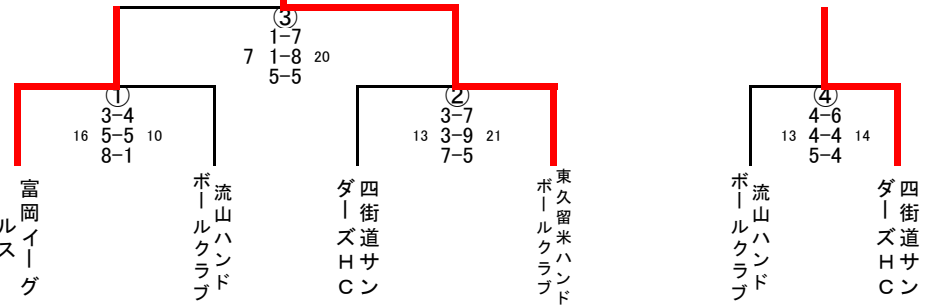 ③
1-7
7 1-8 20
5-5
①
3-4
16 5-5 10
8-1
②
3-7
13 3-9 21
7-5
④
4-6
13 4-4 14
5-4
富岡イーグ
ルス
流山ハンド
ボールクラブ
四街道サン
ダーズHC
東久留米ハンド
ボールクラブ
流山ハンド
ボールクラブ
四街道サン
ダーズHC